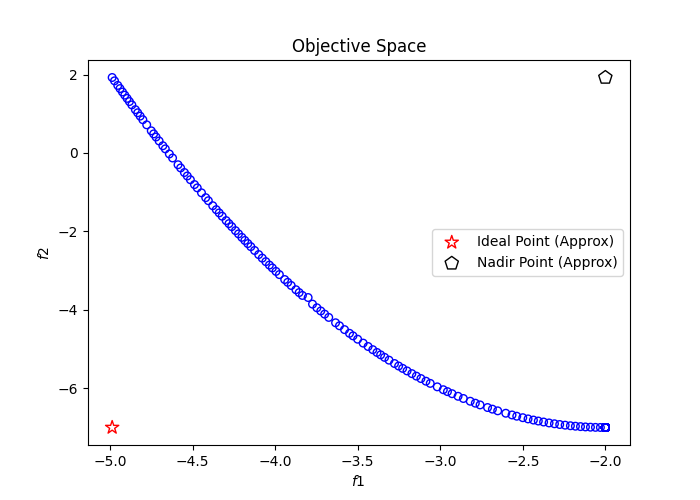 Objective Space
2
0
−2
−4
−6
f2
Ideal Point (Approx)
Nadir Point (Approx)
−5.0 −4.5 −4.0 −3.5 −3.0 −2.5 −2.0
f1